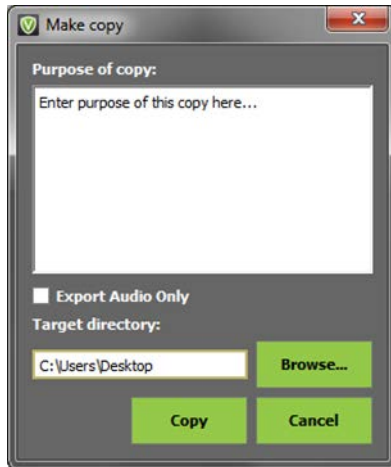 Make copy
Purpose of copy:
Enter purpose of this copy here...
Export Audio Only
Target directory:
C:\Users\Desktop
Browse...
Copy
Cancel